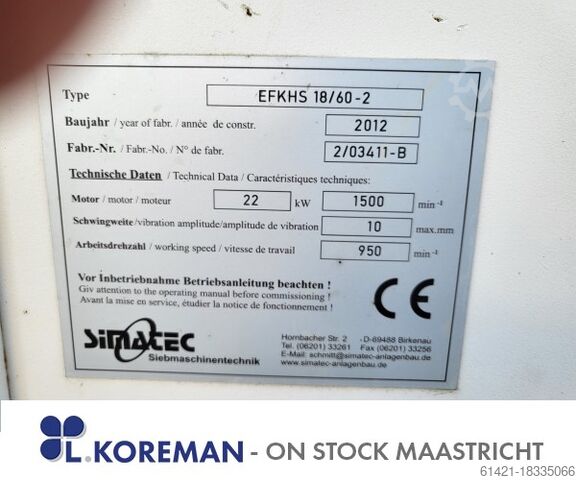 Type EFKHS 18/60-2
Baujahr / year of fabr. / année de constr. 2012
Fabr.-Nr. / Fabr.-No. / N° de fabr. 2/03411-B
Technische Daten / Technical Data / Caractéristiques techniques:
Motor / motor / moteur 22 kW 1500 min⁻¹
Schwingweite/vibration amplitude/amplitude de vibration 10 max.mm
Arbeitsdrehzahl / working speed / vitesse de travail 950 min⁻¹
Vor Inbetriebnahme Betriebsanleitung beachten !
Giv attention to the operating manual before commissioning !
Avant la mise en service, étudier la notice de fonctionnement !
CE
SIMATEC
Siebmaschinentechnik
Hornbacher Str. 2 - D-69488 Birkenau
Tel. (06201) 33261 Fax (06201) 33256
E-Mail: schmitt@simatec-anlagenbau.de
www.simatec-anlagenbau.de
L.KOREMAN - ON STOCK MAASTRICHT
61421-18335066